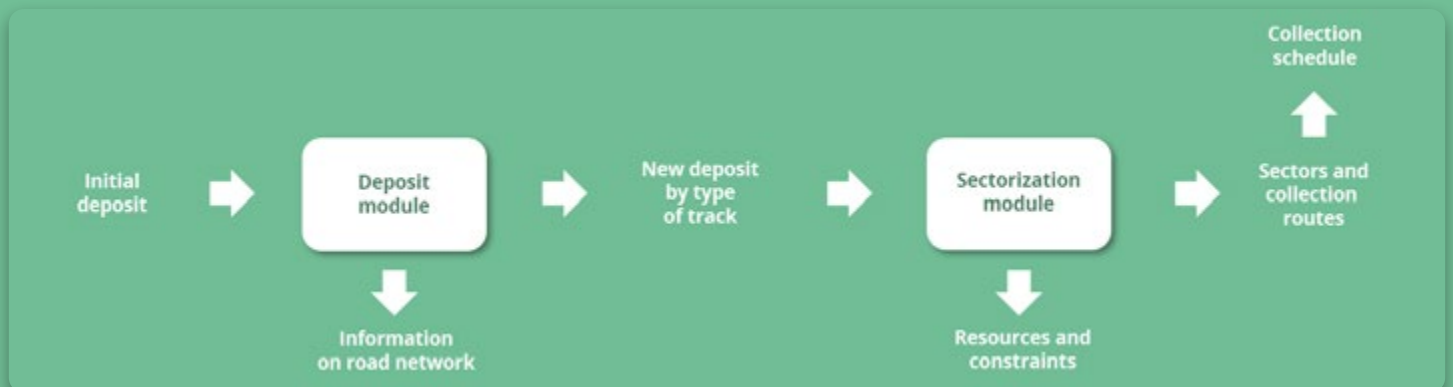 Initial
deposit
Deposit
module
Information
on road network
New deposit
by type
of track
Sectorization
module
Resources and
constraints
Collection
schedule
Sectors and
collection
routes